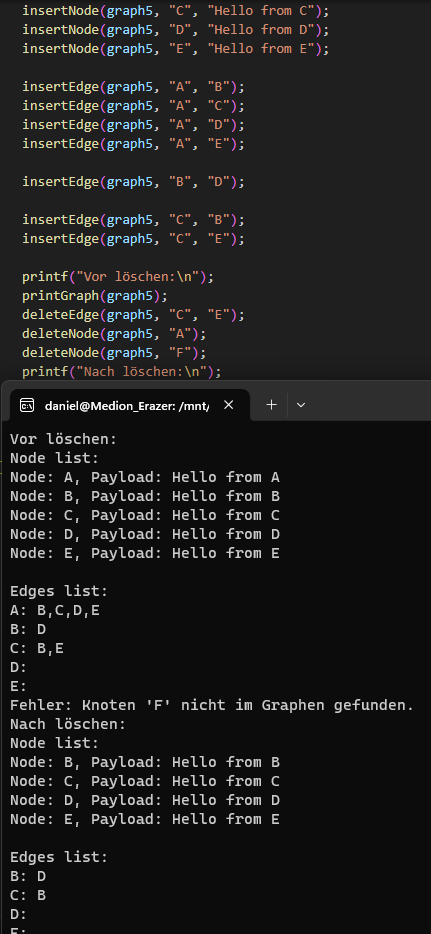 insertNode(graph5, "C", "Hello from C");
insertNode(graph5, "D", "Hello from D");
insertNode(graph5, "E", "Hello from E");
insertEdge(graph5, "A", "B");
insertEdge(graph5, "A", "C");
insertEdge(graph5, "A", "D");
insertEdge(graph5, "A", "E");
insertEdge(graph5, "B", "D");
insertEdge(graph5, "C", "B");
insertEdge(graph5, "C", "E");
printf("Vor löschen:\n");
printGraph(graph5);
deleteEdge(graph5, "C", "E");
deleteNode(graph5, "A");
deleteNode(graph5, "F");
printf("Nach löschen:\n");
daniel@Medion_Erazer: /mnt/
Vor löschen:
Node list:
Node: A, Payload: Hello from A
Node: B, Payload: Hello from B
Node: C, Payload: Hello from C
Node: D, Payload: Hello from D
Node: E, Payload: Hello from E
Edges list:
A: B,C,D,E
B: D
C: B,E
D:
E:
Fehler: Knoten 'F' nicht im Graphen gefunden.
Nach löschen:
Node list:
Node: B, Payload: Hello from B
Node: C, Payload: Hello from C
Node: D, Payload: Hello from D
Node: E, Payload: Hello from E
Edges list:
B: D
C: B
D:
E: